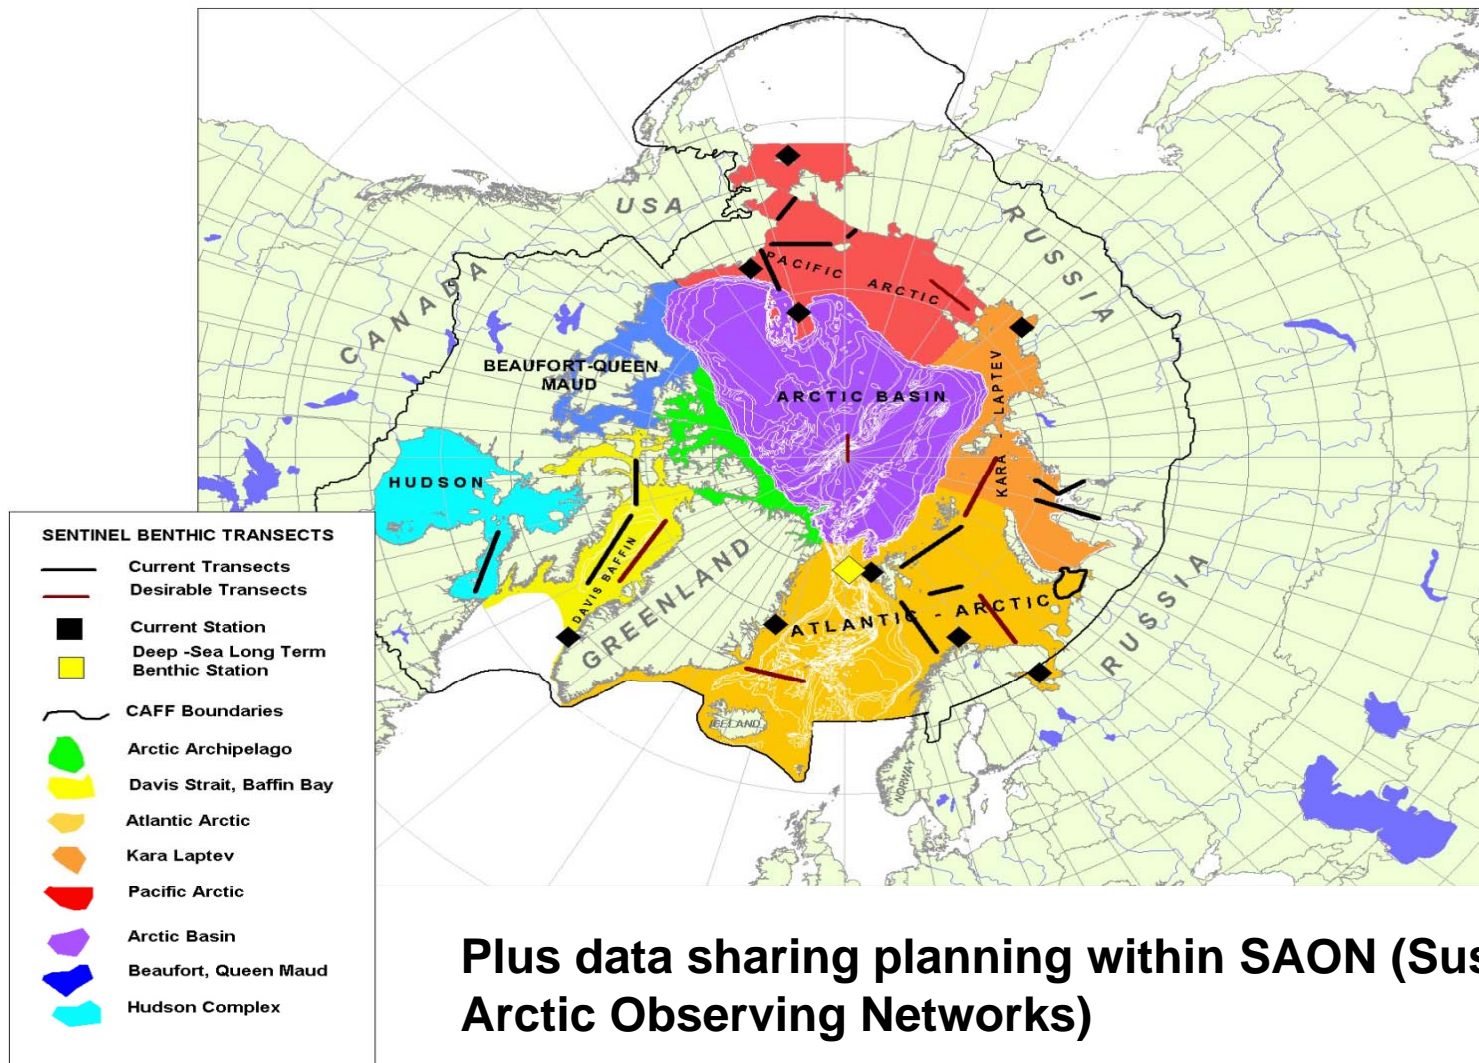 USA
RUSSIA
CANADA
PACIFIC ARCTIC
BEAUFORT-QUEEN
MAUD
ARCTIC BASIN
KARA - LAPTEV
HUDSON
DAVIS BAFFIN
GREENLAND
ATLANTIC - ARCTIC
RUSSIA
ICELAND
NORWAY
SENTINEL BENTHIC TRANSECTS
Current Transects
Desirable Transects
Current Station
Deep -Sea Long Term
Benthic Station
CAFF Boundaries
Arctic Archipelago
Davis Strait, Baffin Bay
Atlantic Arctic
Kara Laptev
Pacific Arctic
Arctic Basin
Beaufort, Queen Maud
Hudson Complex
Plus data sharing planning within SAON (Sus
Arctic Observing Networks)